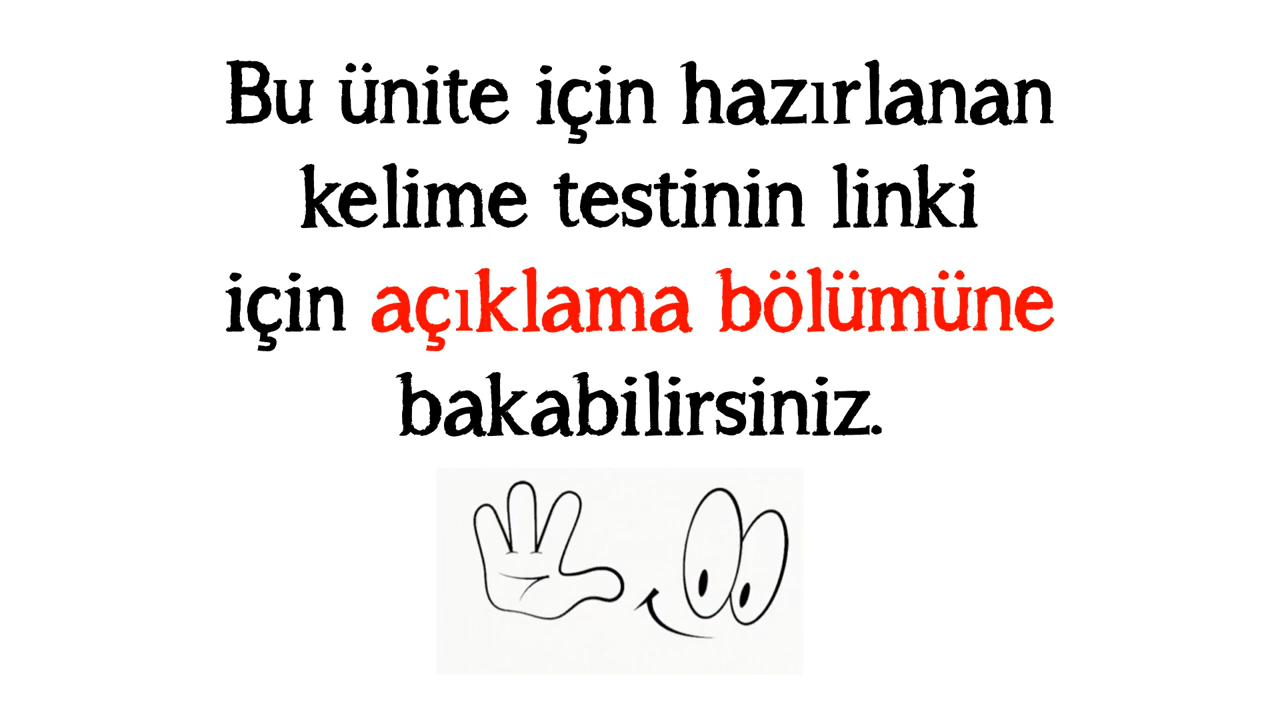 Bu ünite için hazırlanan
kelime testinin linki
için açıklama bölümüne
bakabilirsiniz.